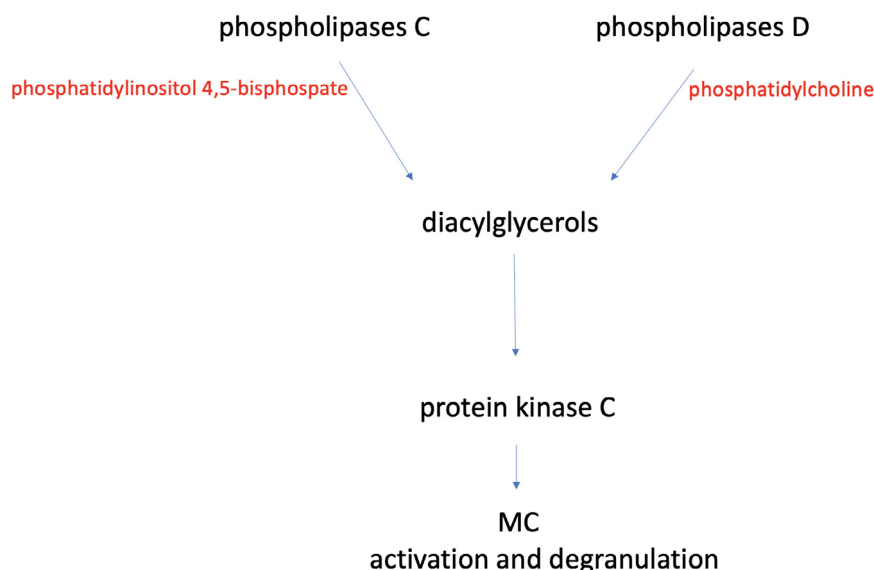 phospholipases C
phospholipases D
phosphatidylinositol 4,5-bisphospate
phosphatidylcholine
diacylglycerols
protein kinase C
MC
activation and degranulation